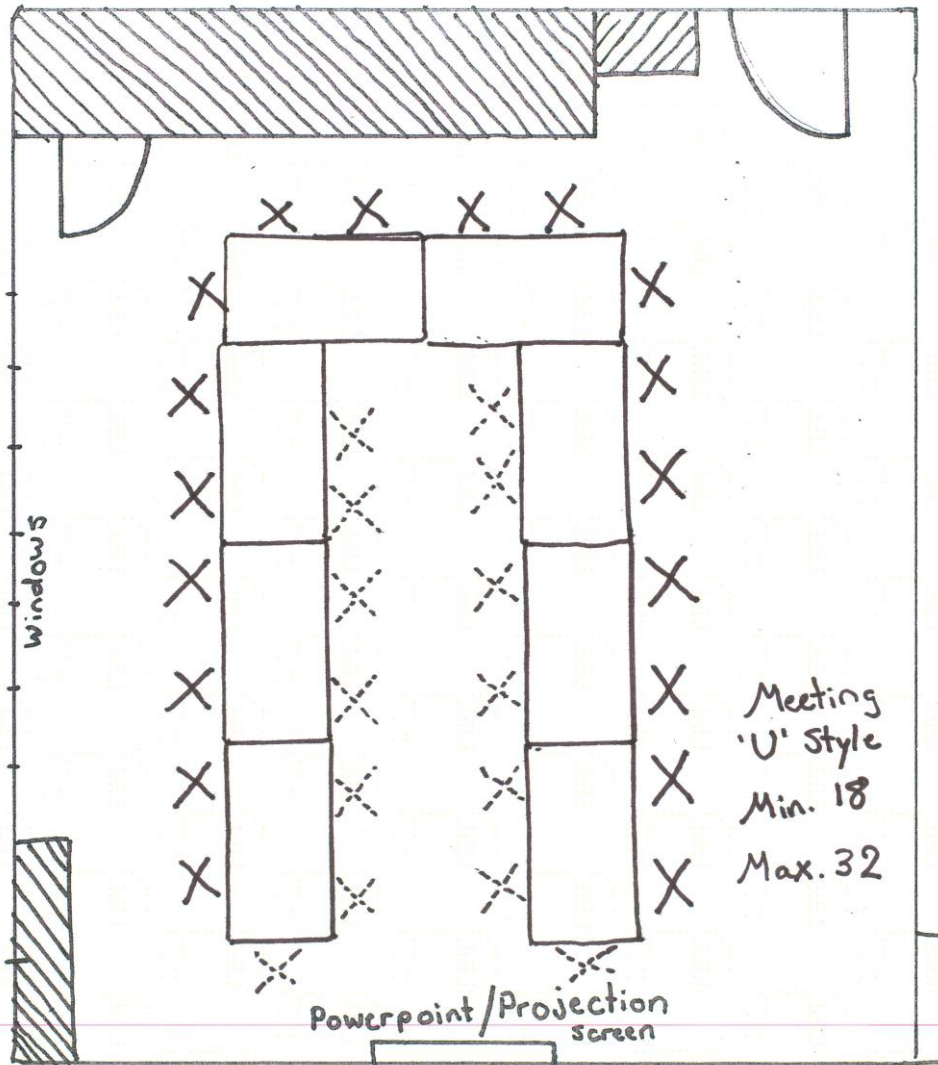 Windows
Meeting
'U' Style
Min. 18
Max. 32
Powerpoint/Projection
screen